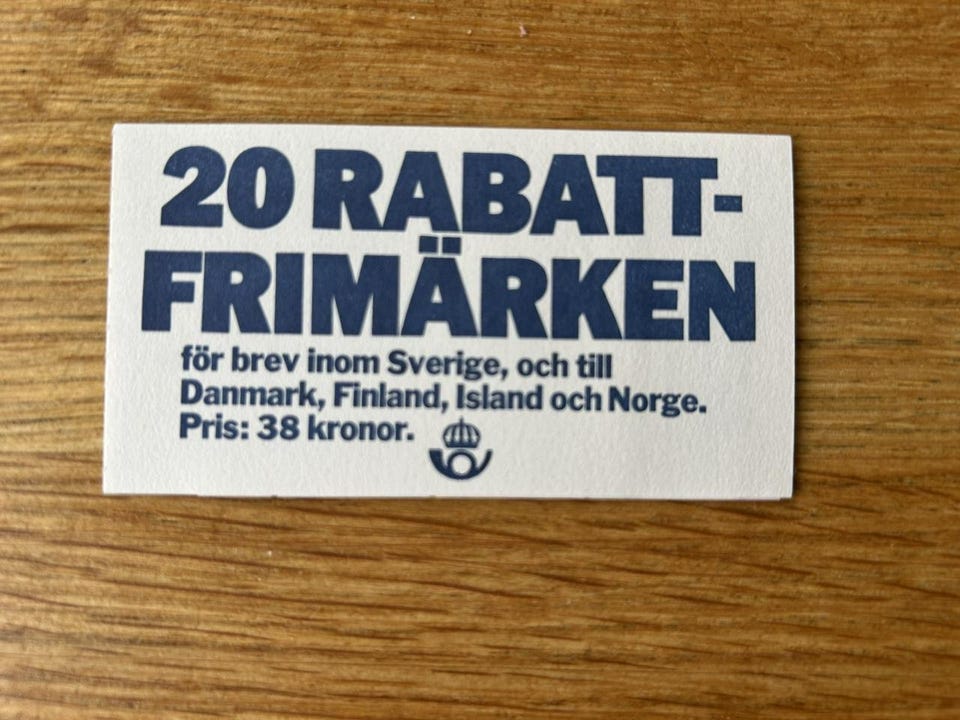 20 RABATT-
FRIMÄRKEN
för brev inom Sverige, och till
Danmark, Finland, Island och Norge.
Pris: 38 kronor.